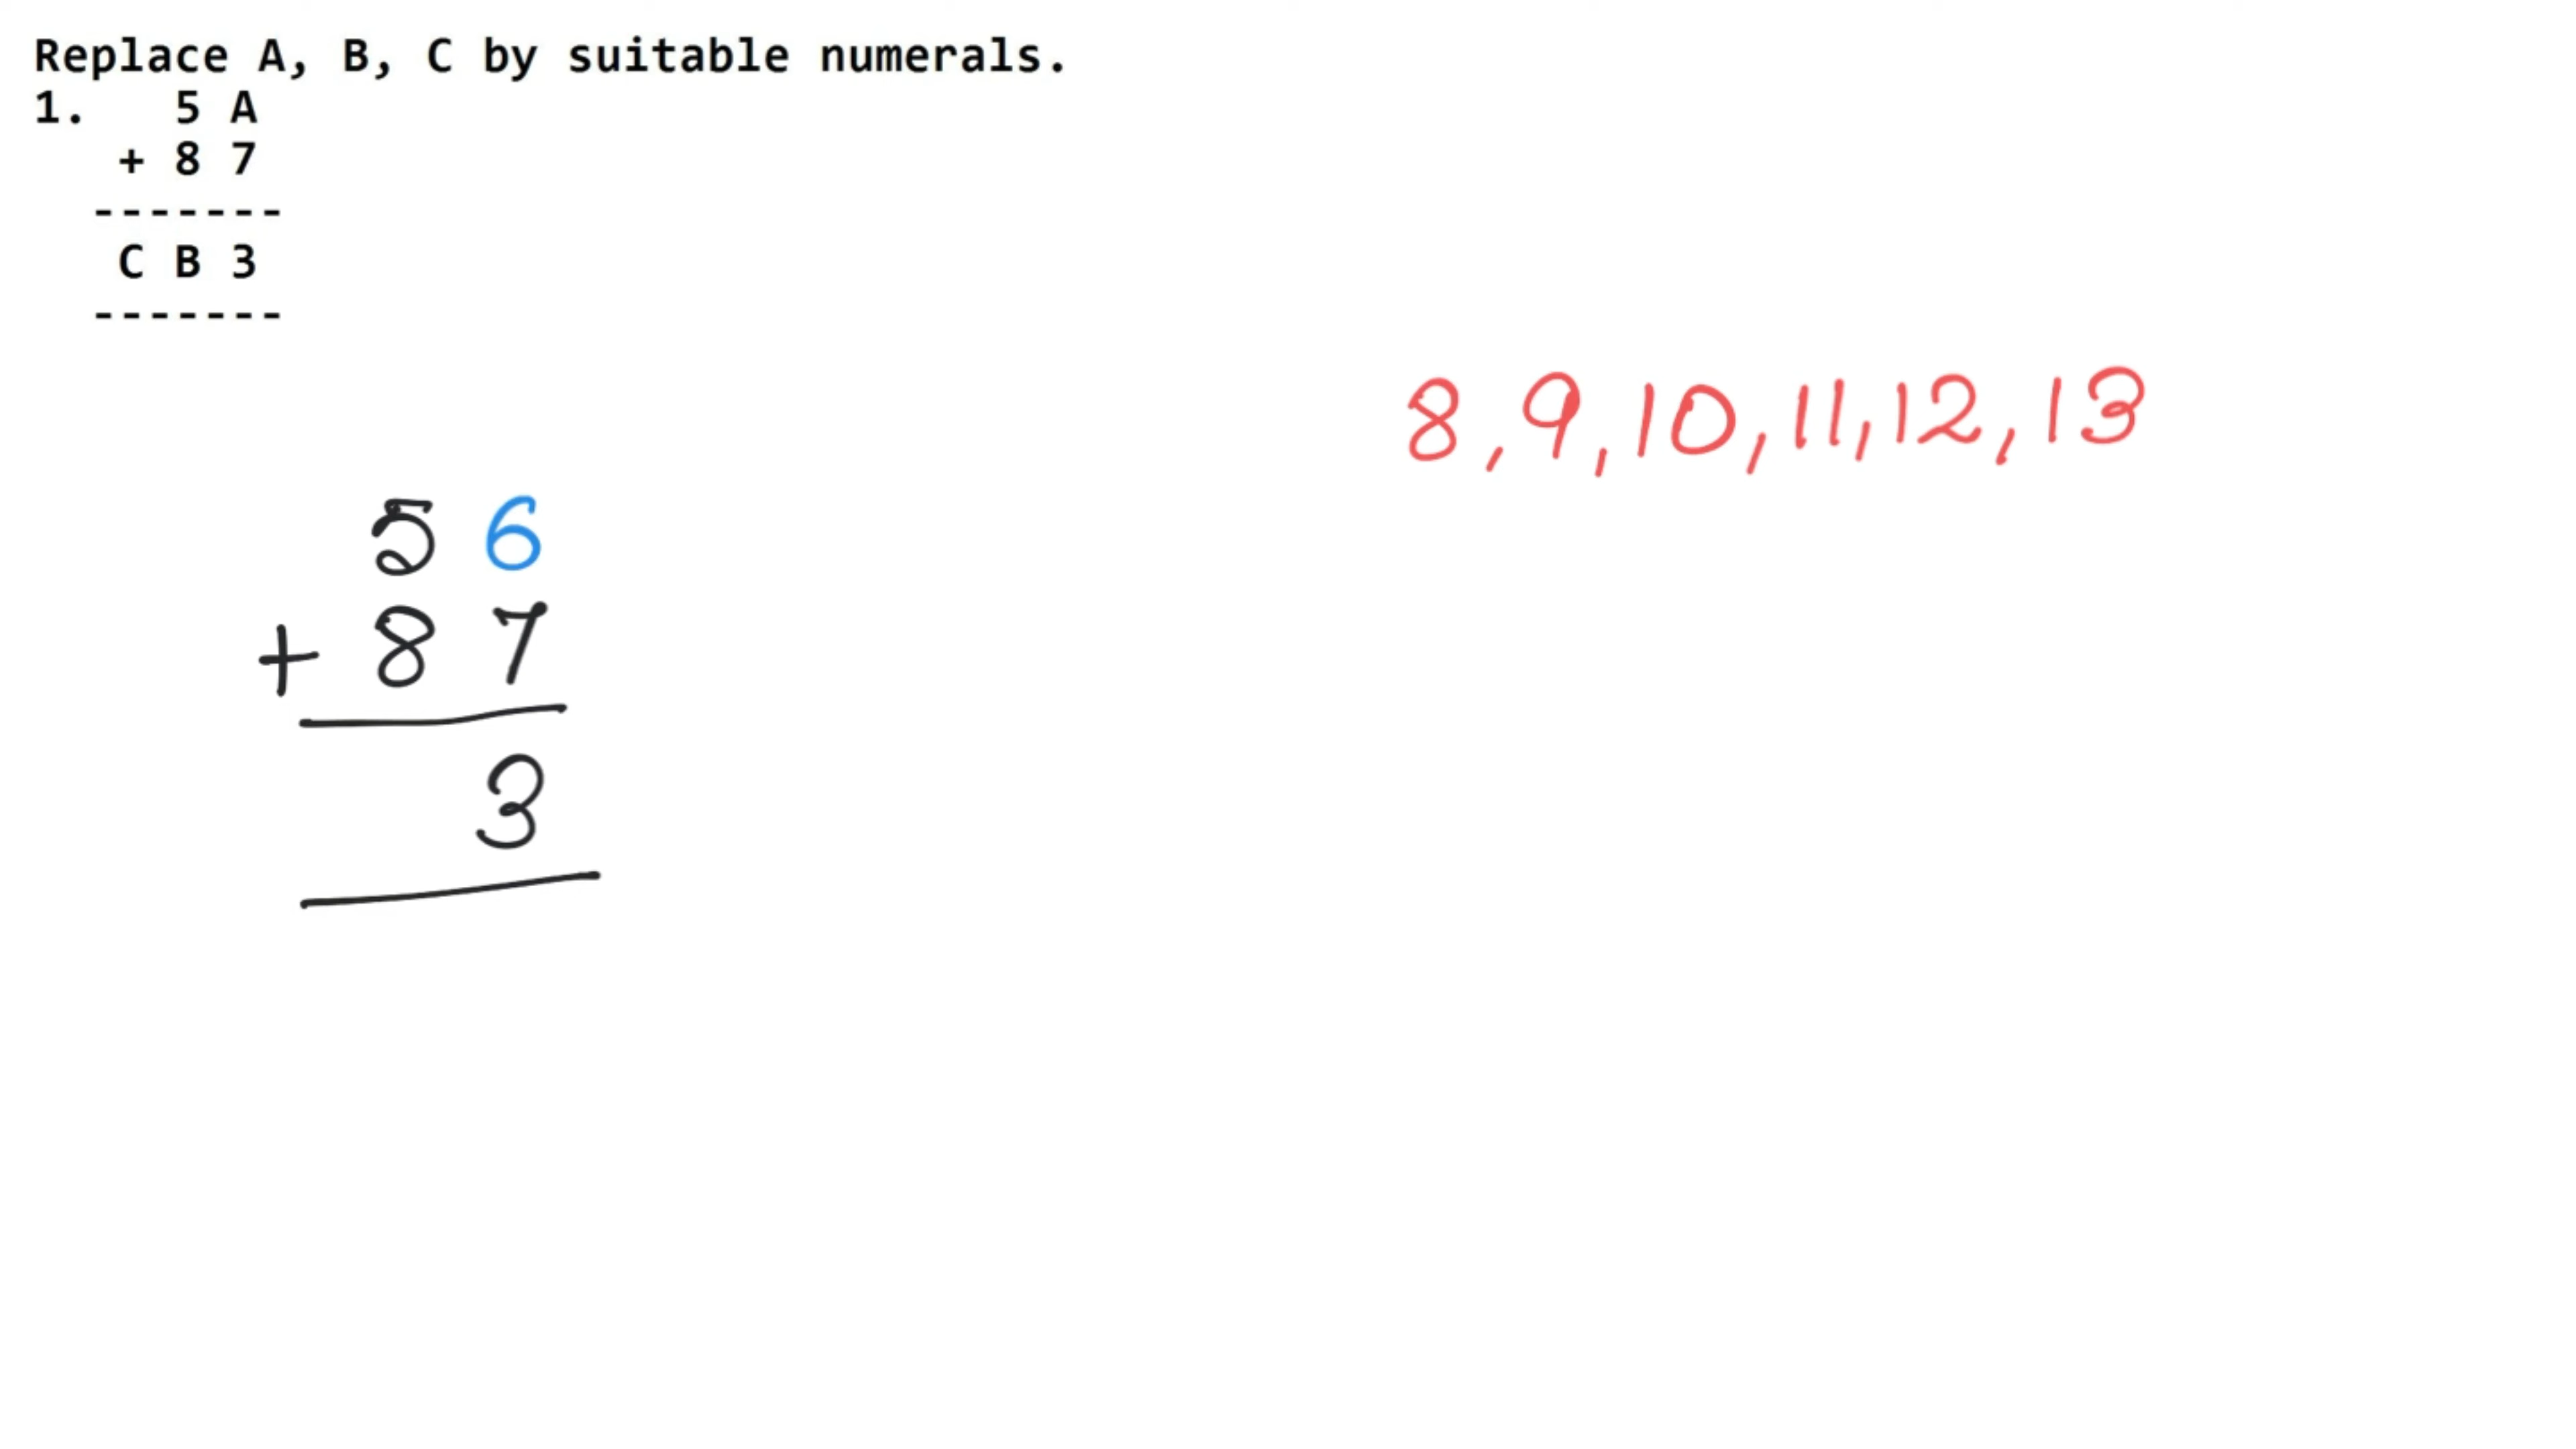 Replace A, B, C by suitable numerals.
1. 5 A
+ 8 7
-------
C B 3
-------
8, 9, 10, 11, 12, 13
5 6
+ 8 7
3